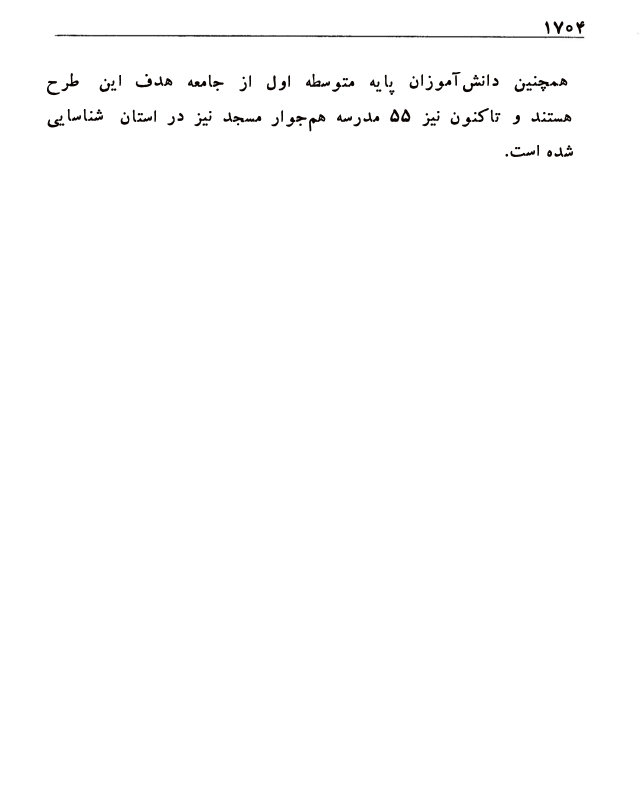 ۱۷۰۴
همچنین دانش‌آموزان پایه متوسطه اول از جامعه هدف این طرح
هستند و تاکنون نیز ۵۵ مدرسه هم‌جوار مسجد نیز در استان شناسایی
شده است.